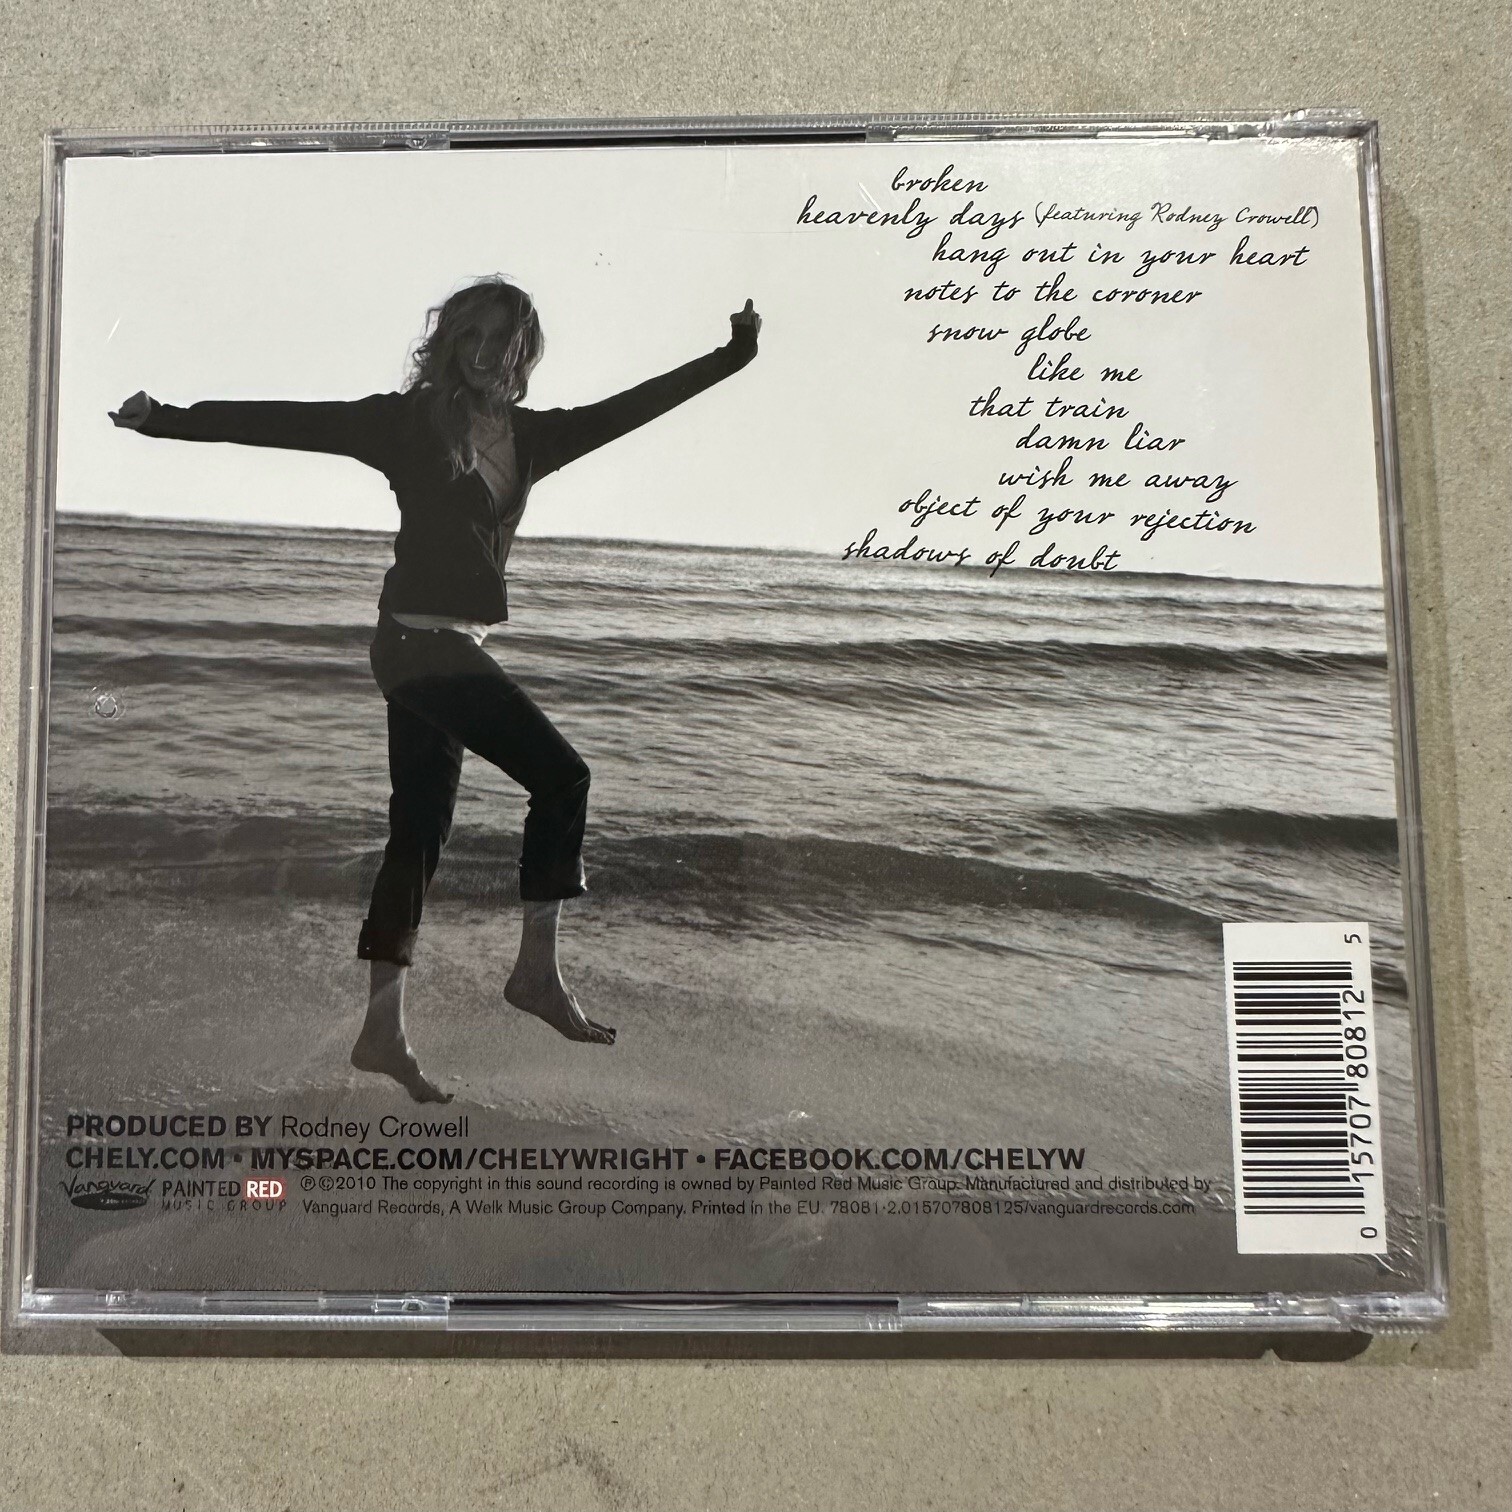 broken
heavenly days (featuring Rodney Crowell)
hang out in your heart
notes to the coroner
snow globe
like me
that train
damn liar
wish me away
object of your rejection
shadows of doubt
PRODUCED BY Rodney Crowell
CHELY.COM • MYSPACE.COM/CHELYWRIGHT • FACEBOOK.COM/CHELYW
Vanguard PAINTED RED MUSIC GROUP
℗©2010 The copyright in this sound recording is owned by Painted Red Music Group. Manufactured and distributed by
Vanguard Records, A Welk Music Group Company. Printed in the EU. 78081-2.015707808125/vanguardrecords.com
0 15707 80812 5